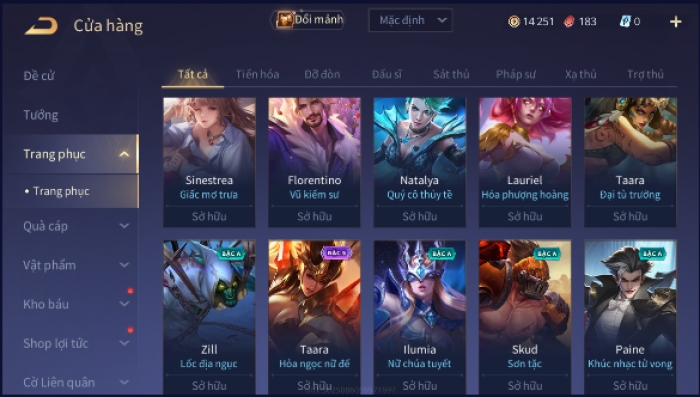 Cửa hàng
Đổi mảnh
Mặc định
14 251
183
0
Đề cử
Tướng
Trang phục
• Trang phục
Quà cáp
Vật phẩm
Kho báu
Shop lợi tức
Cờ Liên quân
Tất cả Tiến hóa Đỡ đòn Đấu sĩ Sát thủ Pháp sư Xạ thủ Trợ thủ
Sinestrea
Giấc mơ trưa
Sở hữu
Florentino
Vũ kiếm sư
Sở hữu
Natalya
Quý cô thủy tề
Sở hữu
Lauriel
Hỏa phượng hoàng
Sở hữu
Taara
Đại tù trưởng
Sở hữu
BẬC A
Zill
Lốc địa ngục
Sở hữu
BẬC S
Taara
Hỏa ngọc nữ đế
Sở hữu
BẬC A
Ilumia
Nữ chúa tuyết
Sở hữu
BẬC A
Skud
Sơn tặc
Sở hữu
BẬC A
Paine
Khúc nhạc tử vong
Sở hữu